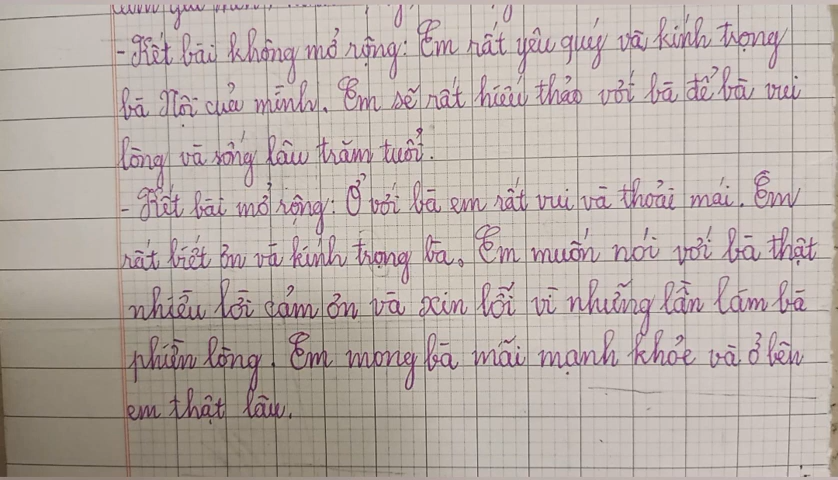 - Kết bài không mở rộng: Em rất yêu quý và kính trọng
bà Nội của mình. Em sẽ rất hiếu thảo với bà để bà vui
lòng và sống lâu trăm tuổi.
- Kết bài mở rộng: Ở với bà em rất vui và thoải mái. Em
rất biết ơn và kính trọng bà. Em muốn nói với bà thật
nhiều lời cảm ơn và xin lỗi vì những lần làm bà
phiền lòng. Em mong bà mãi mạnh khỏe và ở bên
em thật lâu.